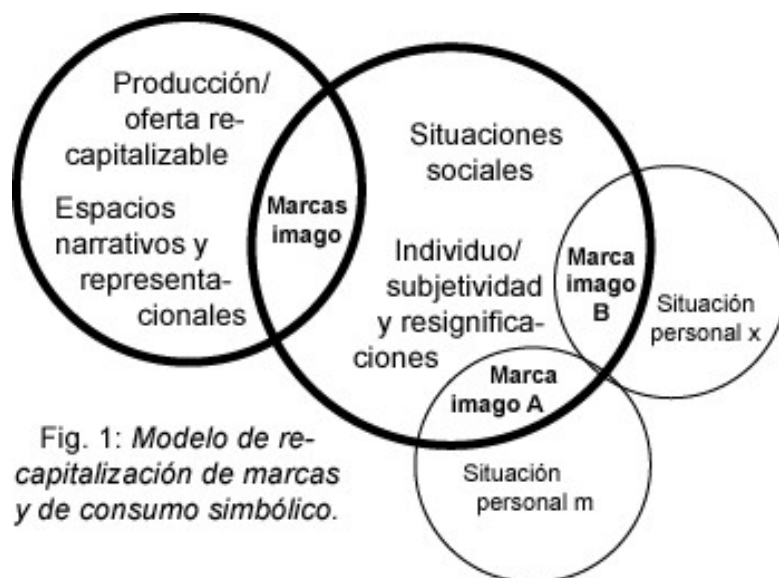 Producción/
oferta re-
capitalizable
Espacios
narrativos y
representa-
cionales
Marcas
imago
Situaciones
sociales
Individuo/
subjetividad
y resignifica-
ciones
Marca
imago
B
Situación
personal x
Marca
imago A
Situación
personal m
Fig. 1: Modelo de re-
capitalización de marcas
y de consumo simbólico.